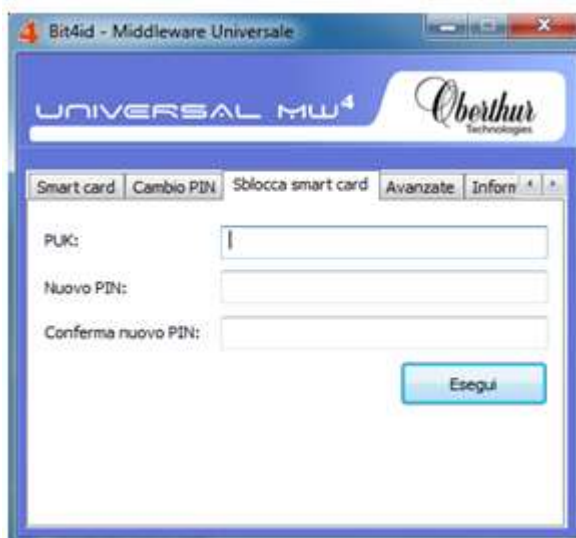 4 Bit4id - Middleware Universale
UNIVERSAL MW4
Oberthur
Technologies
Smart card Cambio PIN Sblocca smart card Avanzate Inform
PUK:
Nuovo PIN:
Conferma nuovo PIN:
Esegui